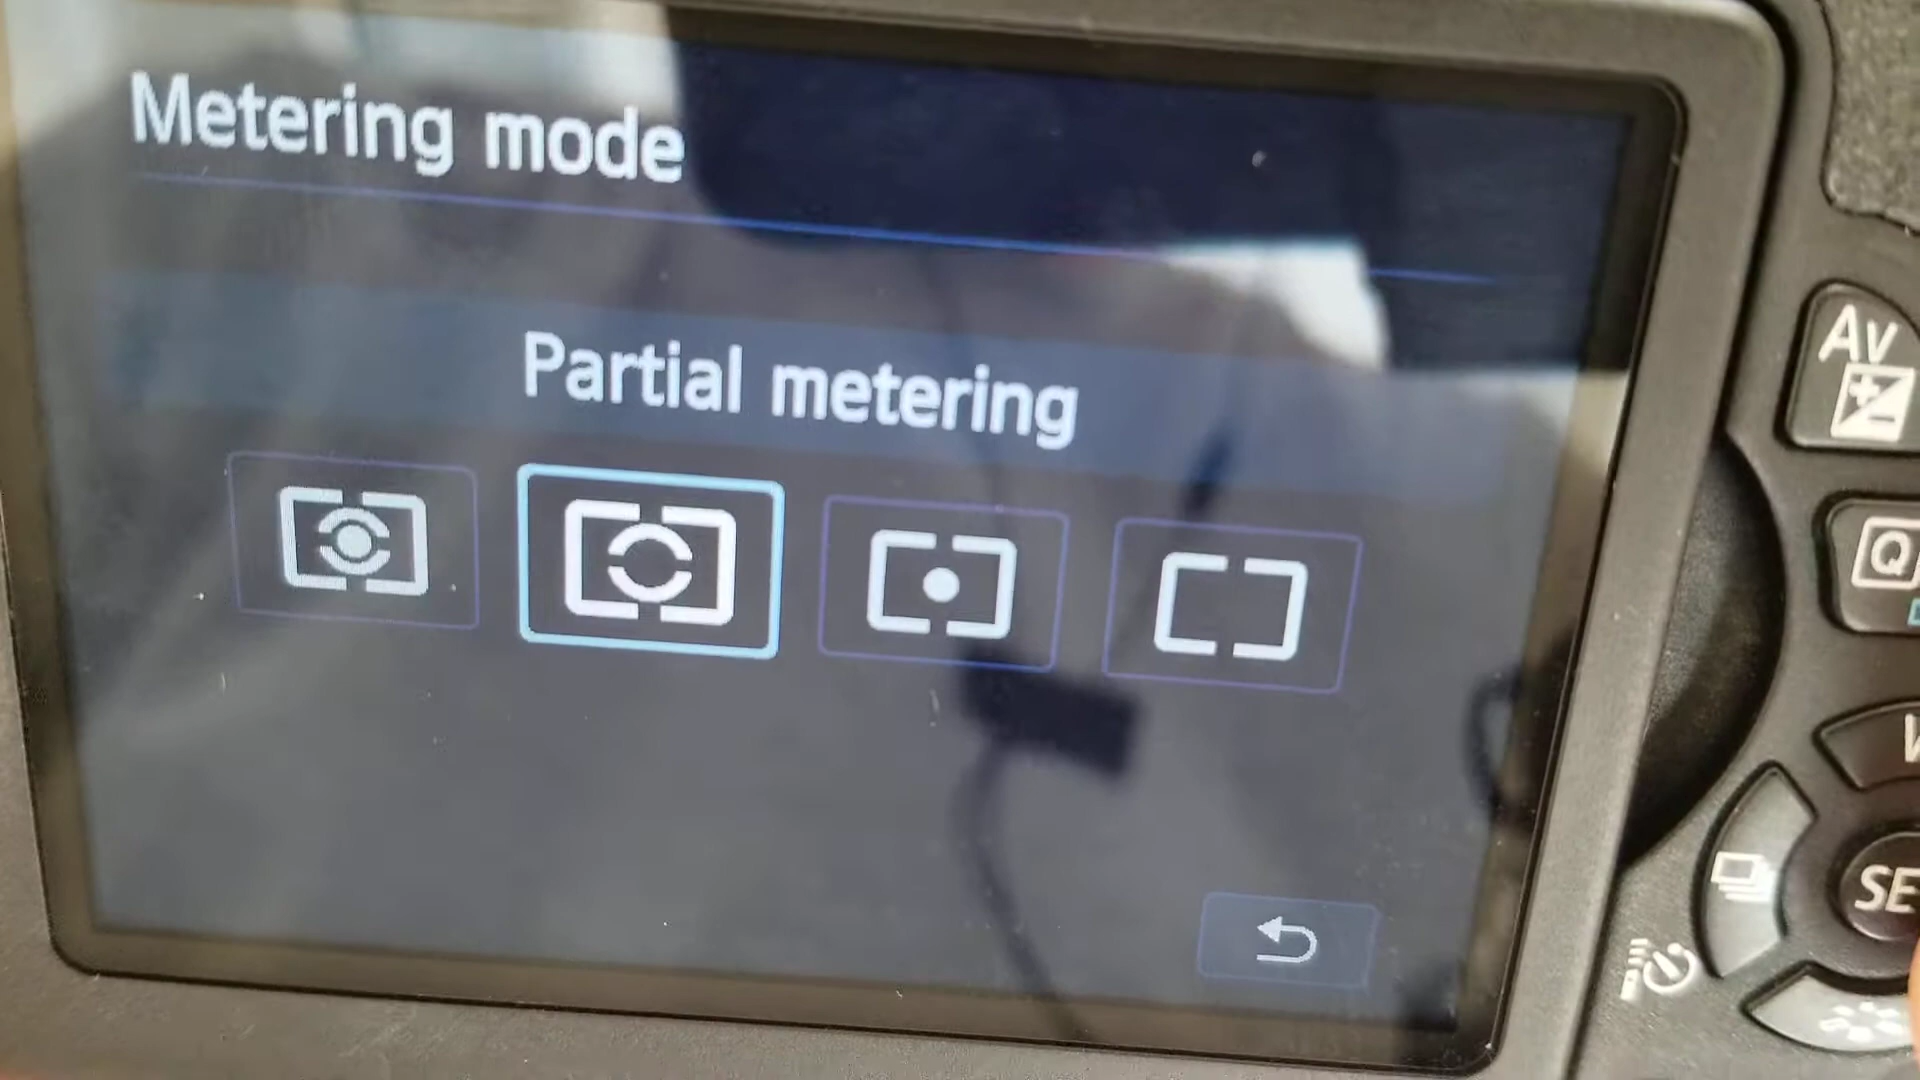 Metering mode
Partial metering
Av
Q
SE